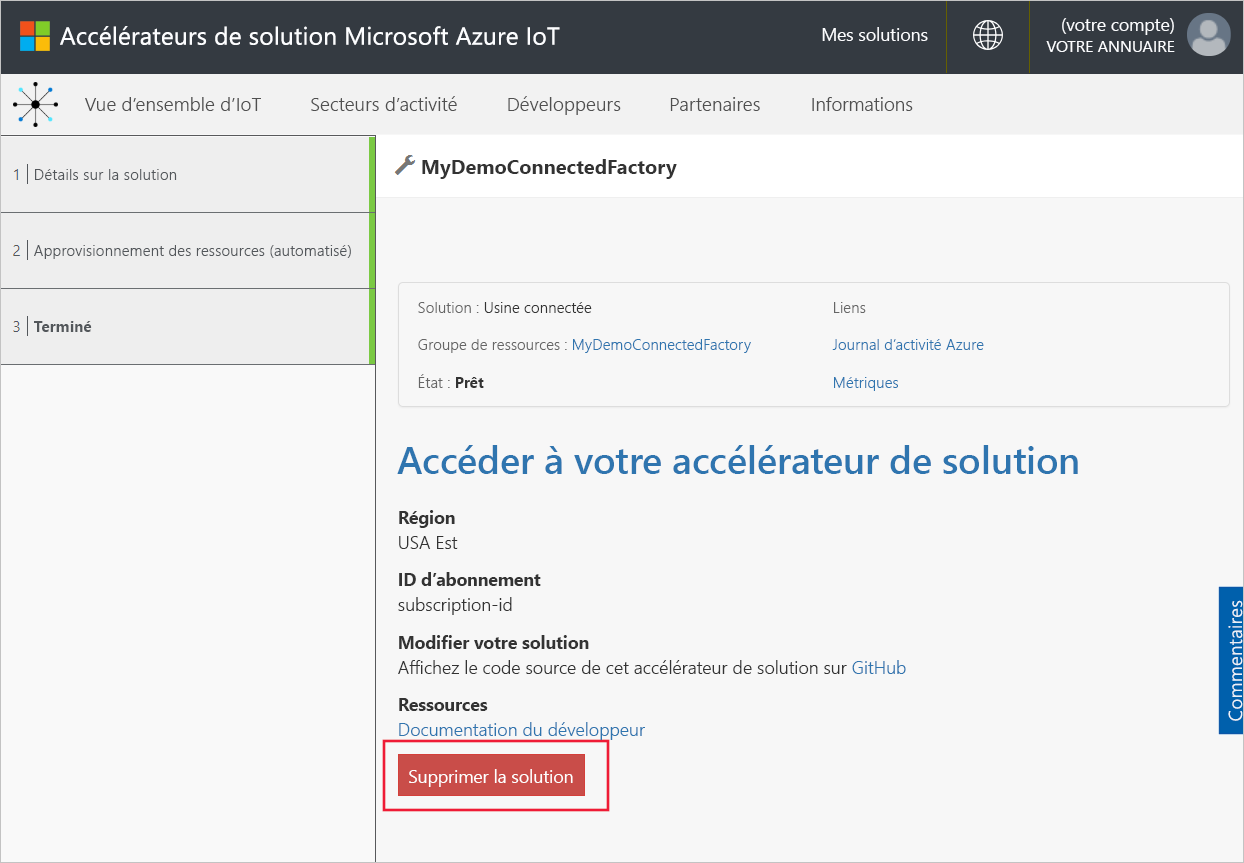 Accélérateurs de solution Microsoft Azure IoT
Mes solutions
(votre compte)
VOTRE ANNUAIRE
Vue d’ensemble d’IoT
Secteurs d’activité
Développeurs
Partenaires
Informations
1 Détails sur la solution
2 Approvisionnement des ressources (automatisé)
3 Terminé
MyDemoConnectedFactory
Solution : Usine connectée
Groupe de ressources : MyDemoConnectedFactory
État : Prêt
Liens
Journal d’activité Azure
Métriques
Accéder à votre accélérateur de solution
Région
USA Est
ID d’abonnement
subscription-id
Modifier votre solution
Affichez le code source de cet accélérateur de solution sur GitHub
Ressources
Documentation du développeur
Supprimer la solution
Commentaires